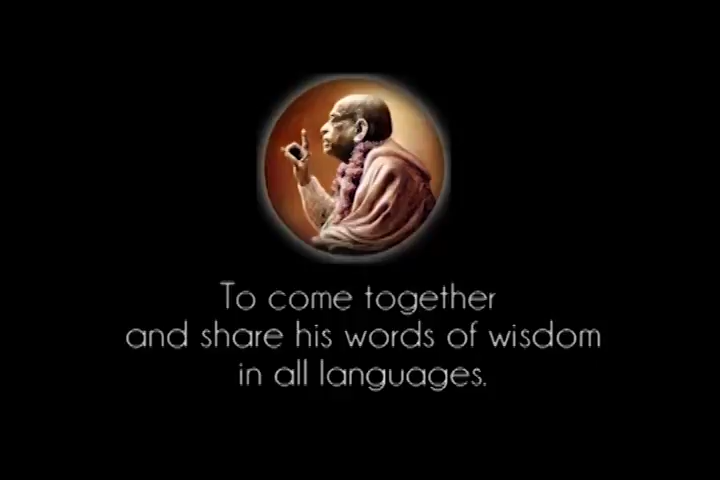 To come together
and share his words of wisdom
in all languages.